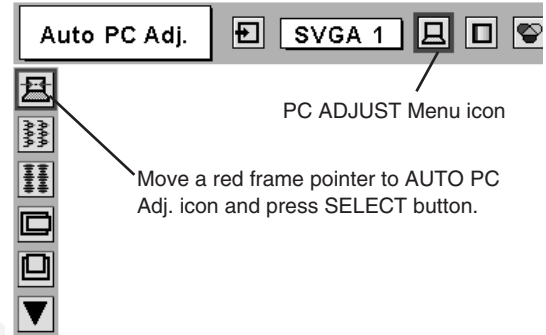 Auto PC Adj.
SVGA 1
PC ADJUST Menu icon
Move a red frame pointer to AUTO PC
Adj. icon and press SELECT button.